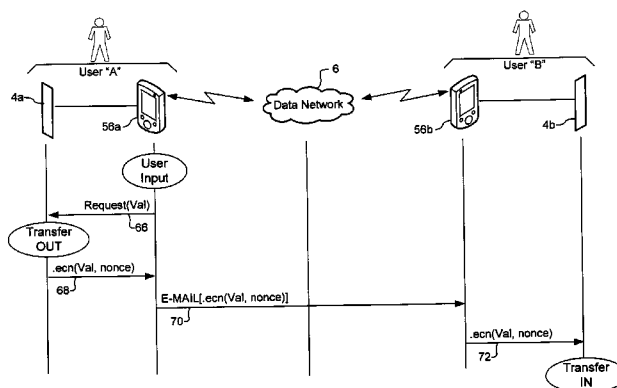 6
User "A"
User "B"
4a
Data Network
56a
56b
4b
User
Input
Request(Val)
66
Transfer
OUT
.ecn(Val, nonce)
68
E-MAIL[.ecn(Val, nonce)]
70
.ecn(Val, nonce)
72
Transfer
IN